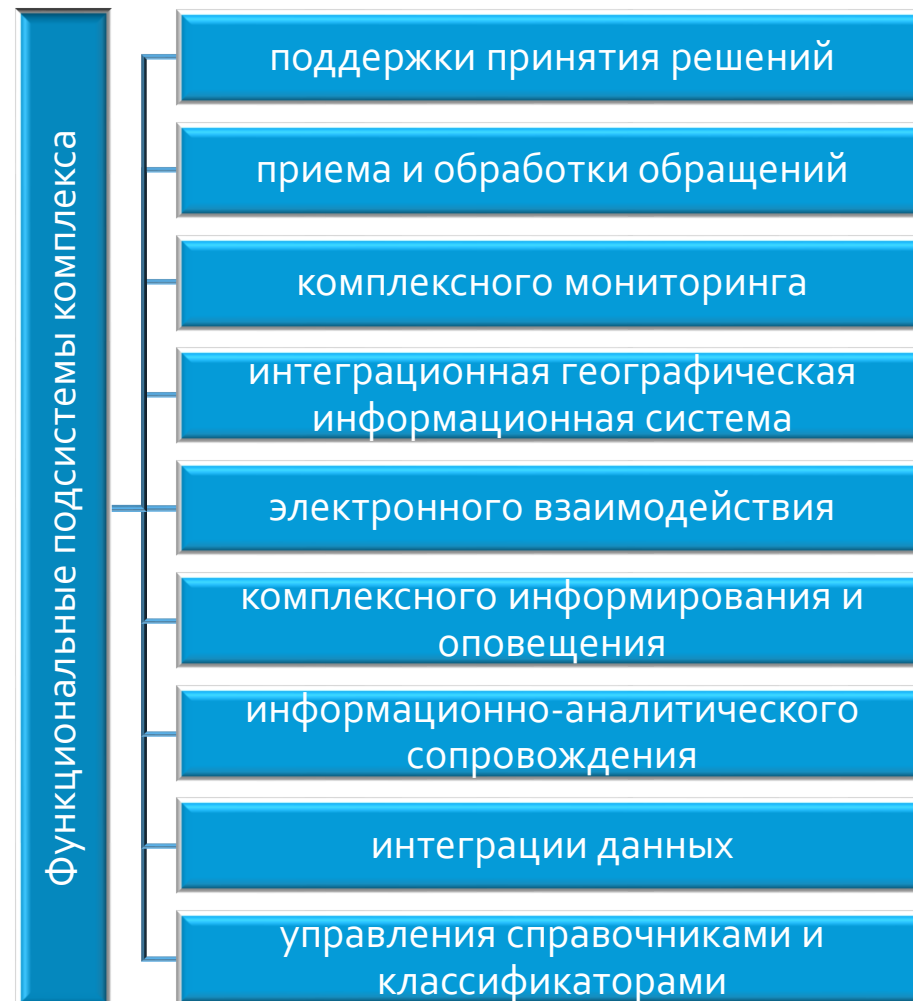 Функциональные подсистемы комплекса
поддержки принятия решений
приема и обработки обращений
комплексного мониторинга
интеграционная географическая
информационная система
электронного взаимодействия
комплексного информирования и
оповещения
информационно-аналитического
сопровождения
интеграции данных
управления справочниками и
классификаторами